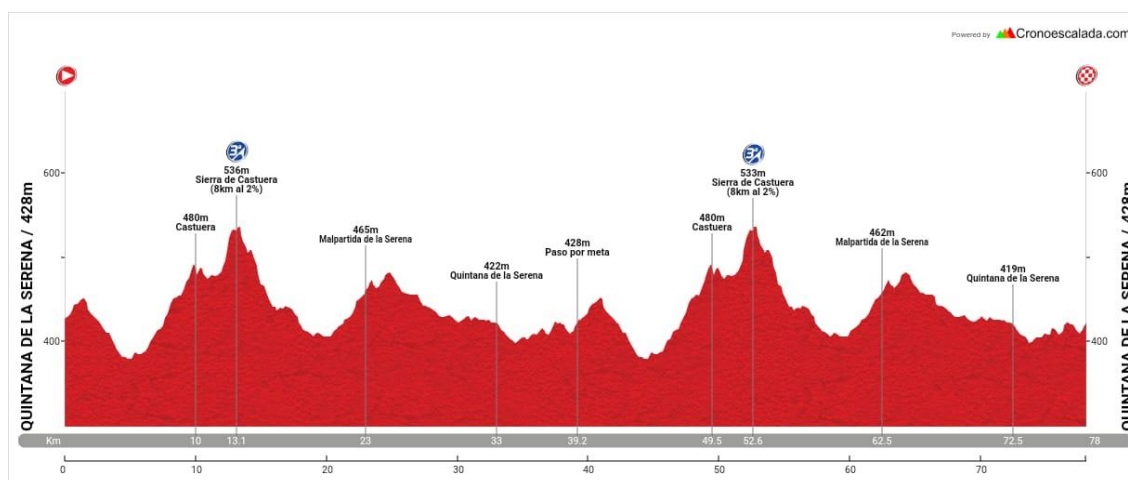 Powered by Cronoescalada.com
QUINTANA DE LA SERENA / 428m
600
400
3
536m
Sierra de Castuera
(8km al 2%)
480m
Castuera
465m
Malpartida de la Serena
422m
Quintana de la Serena
428m
Paso por meta
480m
Castuera
3
533m
Sierra de Castuera
(8km al 2%)
462m
Malpartida de la Serena
419m
Quintana de la Serena
600
400
QUINTANA DE LA SERENA / 428m
Km 10 13.1 23 33 39.2 49.5 52.6 62.5 72.5 78
0 10 20 30 40 50 60 70